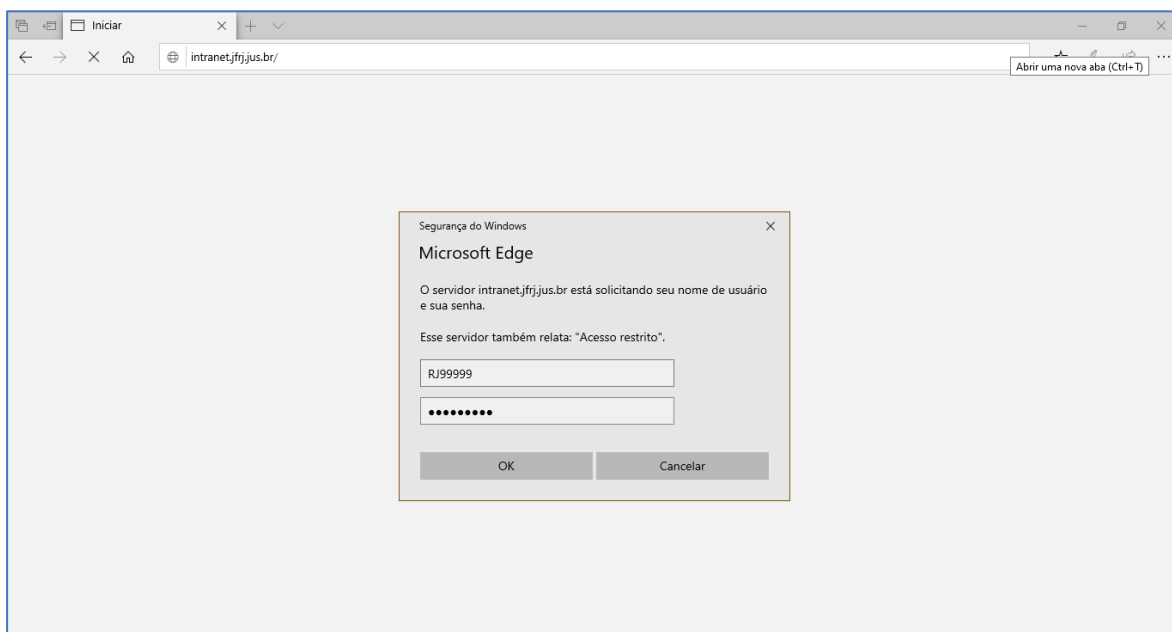 Iniciar
intranet.jfrj.jus.br/
Abrir uma nova aba (Ctrl+T)
Segurança do Windows
Microsoft Edge
O servidor intranet.jfrj.jus.br está solicitando seu nome de usuário
e sua senha.
Esse servidor também relata: "Acesso restrito".
RJ99999
•••••••••
OK
Cancelar